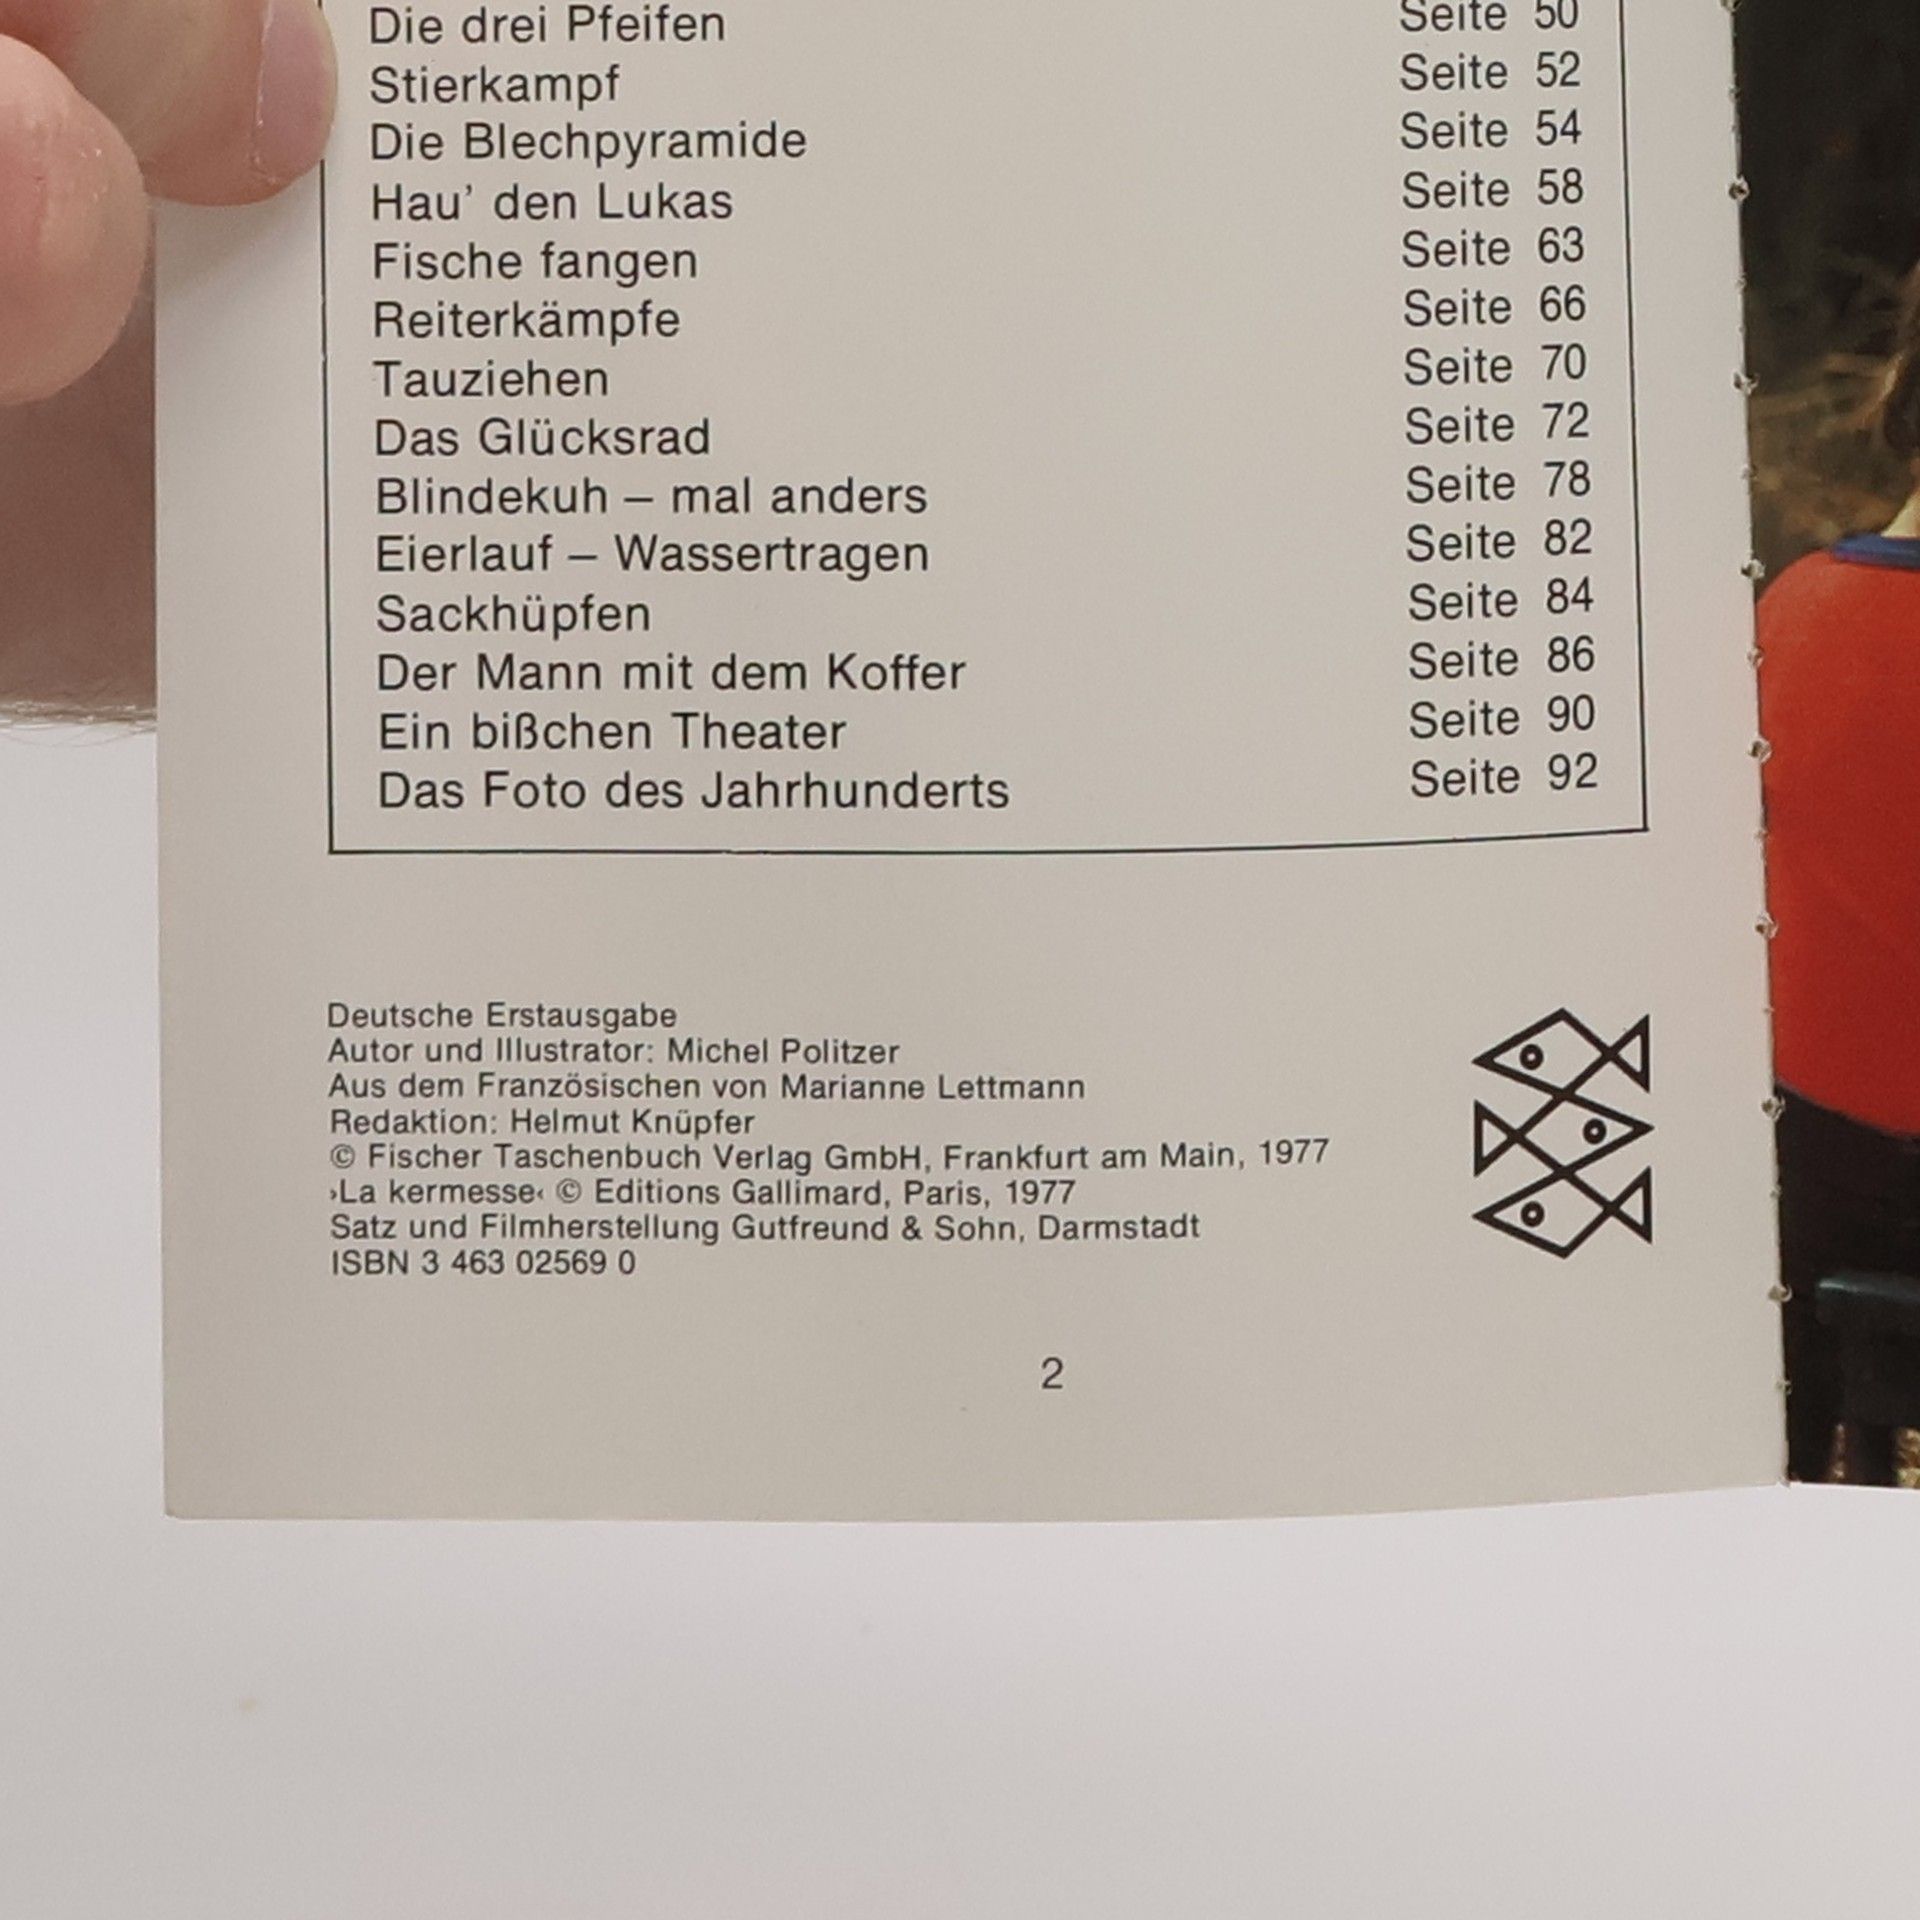 Die drei Pfeifen Seite 50
Stierkampf Seite 52
Die Blechpyramide Seite 54
Hau' den Lukas Seite 58
Fische fangen Seite 63
Reiterkämpfe Seite 66
Tauziehen Seite 70
Das Glücksrad Seite 72
Blindekuh – mal anders Seite 78
Eierlauf – Wassertragen Seite 82
Sackhüpfen Seite 84
Der Mann mit dem Koffer Seite 86
Ein bißchen Theater Seite 90
Das Foto des Jahrhunderts Seite 92
Deutsche Erstausgabe
Autor und Illustrator: Michel Politzer
Aus dem Französischen von Marianne Lettmann
Redaktion: Helmut Knüpfer
© Fischer Taschenbuch Verlag GmbH, Frankfurt am Main, 1977
›La kermesse‹ © Editions Gallimard, Paris, 1977
Satz und Filmherstellung Gutfreund & Sohn, Darmstadt
ISBN 3 463 02569 0
2